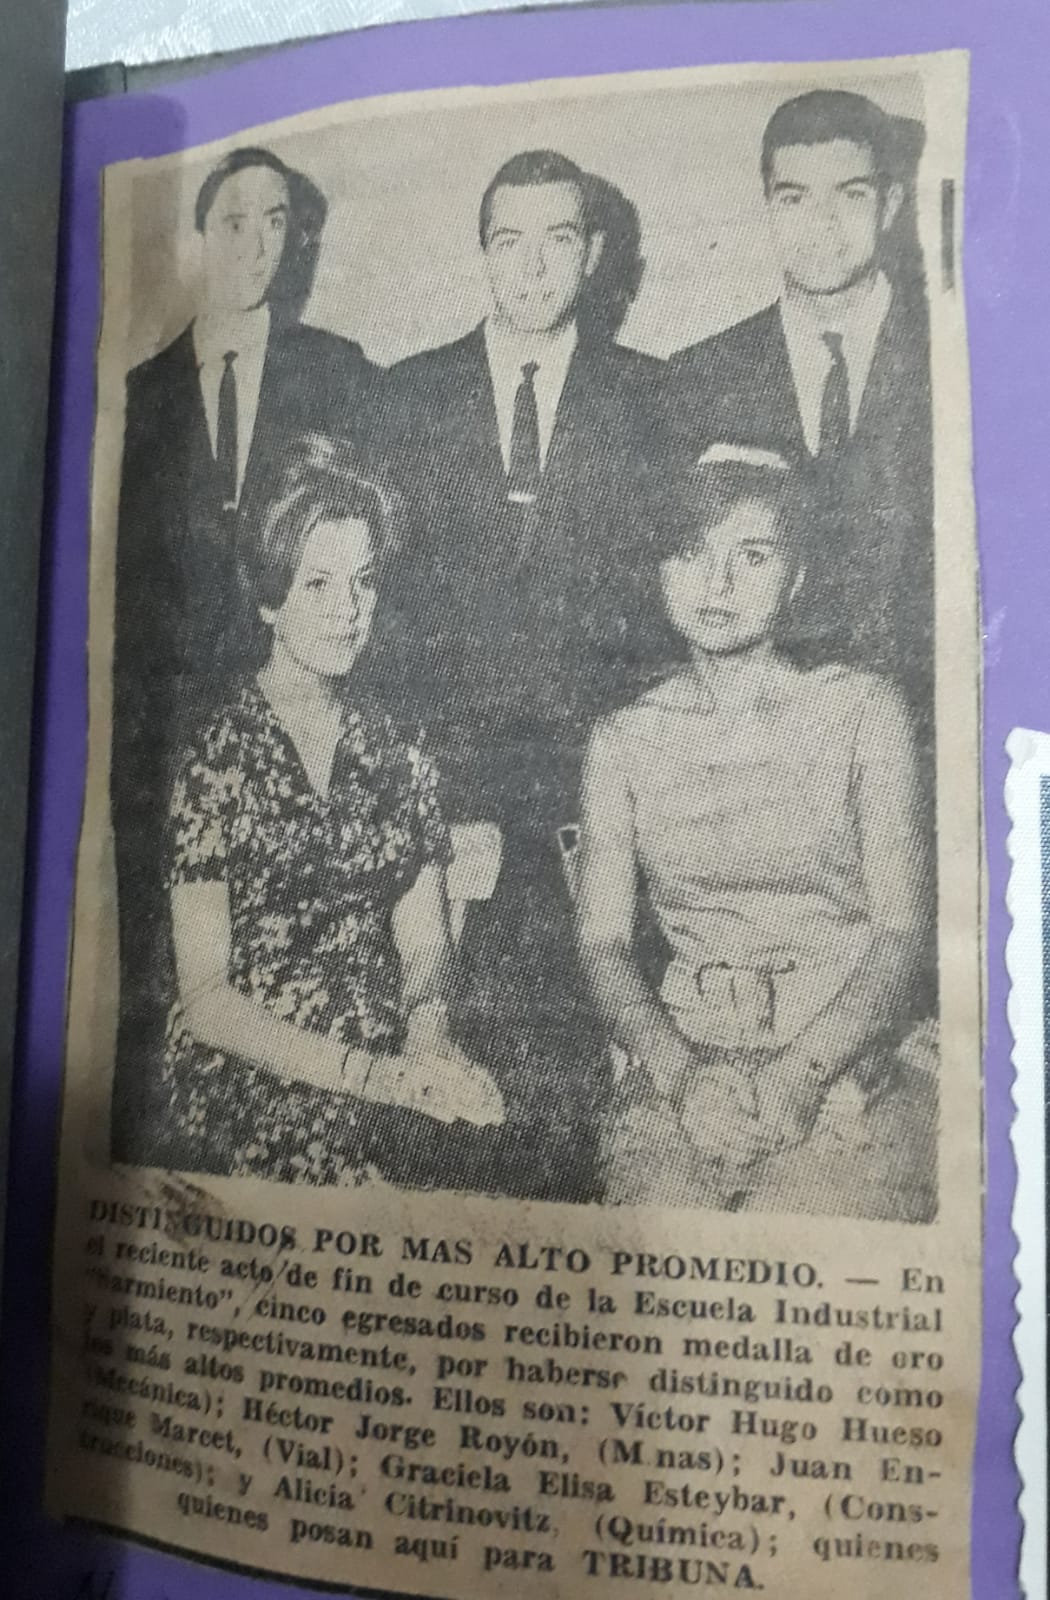 DISTINGUIDOS POR MAS ALTO PROMEDIO. — En
el reciente acto de fin de curso de la Escuela Industrial
"Sarmiento", cinco egresados recibieron medalla de oro
y plata, respectivamente, por haberse distinguido como
los más altos promedios. Ellos son: Víctor Hugo Hueso
(Mecánica); Héctor Jorge Royón, (M nas); Juan En-
rique Marcet, (Vial); Graciela Elisa Esteybar, (Cons-
trucciones); y Alicia Citrinovitz, (Química); quienes
quienes posan aquí para TRIBUNA.